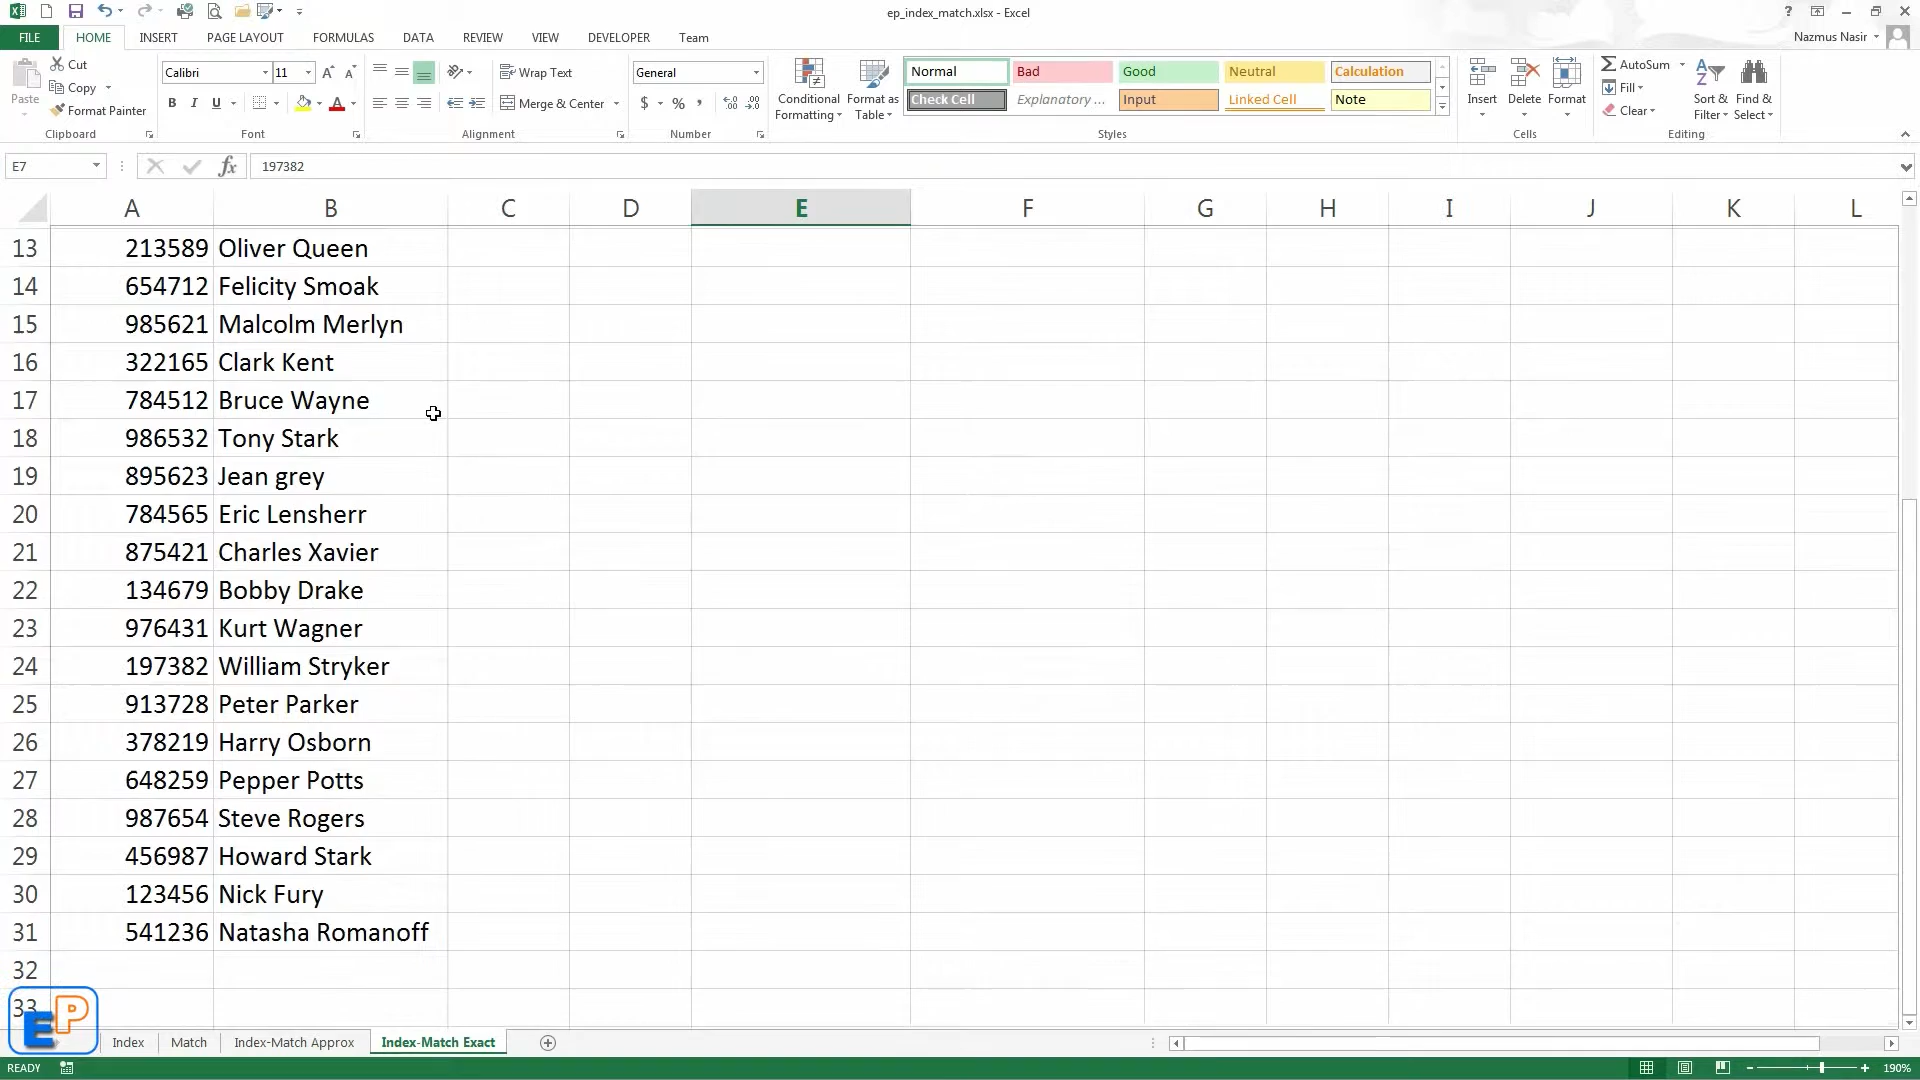 ep_index_match.xlsx - Excel
FILE HOME INSERT PAGE LAYOUT FORMULAS DATA REVIEW VIEW DEVELOPER Team Nazmus Nasir
Paste
Cut
Copy
Format Painter
Clipboard
Calibri 11
B I U
Font
Wrap Text
Merge & Center
Alignment
General
$ %
Number
Conditional Formatting
Format as Table
Normal Bad Good Neutral Calculation
Check Cell Explanatory ... Input Linked Cell Note
Styles
Insert Delete Format
Cells
AutoSum
Fill
Clear
Sort & Filter
Find & Select
Editing
E7 fx 197382
A B C D E F G H I J K L
13 213589 Oliver Queen
14 654712 Felicity Smoak
15 985621 Malcolm Merlyn
16 322165 Clark Kent
17 784512 Bruce Wayne
18 986532 Tony Stark
19 895623 Jean grey
20 784565 Eric Lensherr
21 875421 Charles Xavier
22 134679 Bobby Drake
23 976431 Kurt Wagner
24 197382 William Stryker
25 913728 Peter Parker
26 378219 Harry Osborn
27 648259 Pepper Potts
28 987654 Steve Rogers
29 456987 Howard Stark
30 123456 Nick Fury
31 541236 Natasha Romanoff
32
33
EP
Index Match Index-Match Approx Index-Match Exact
READY 190%